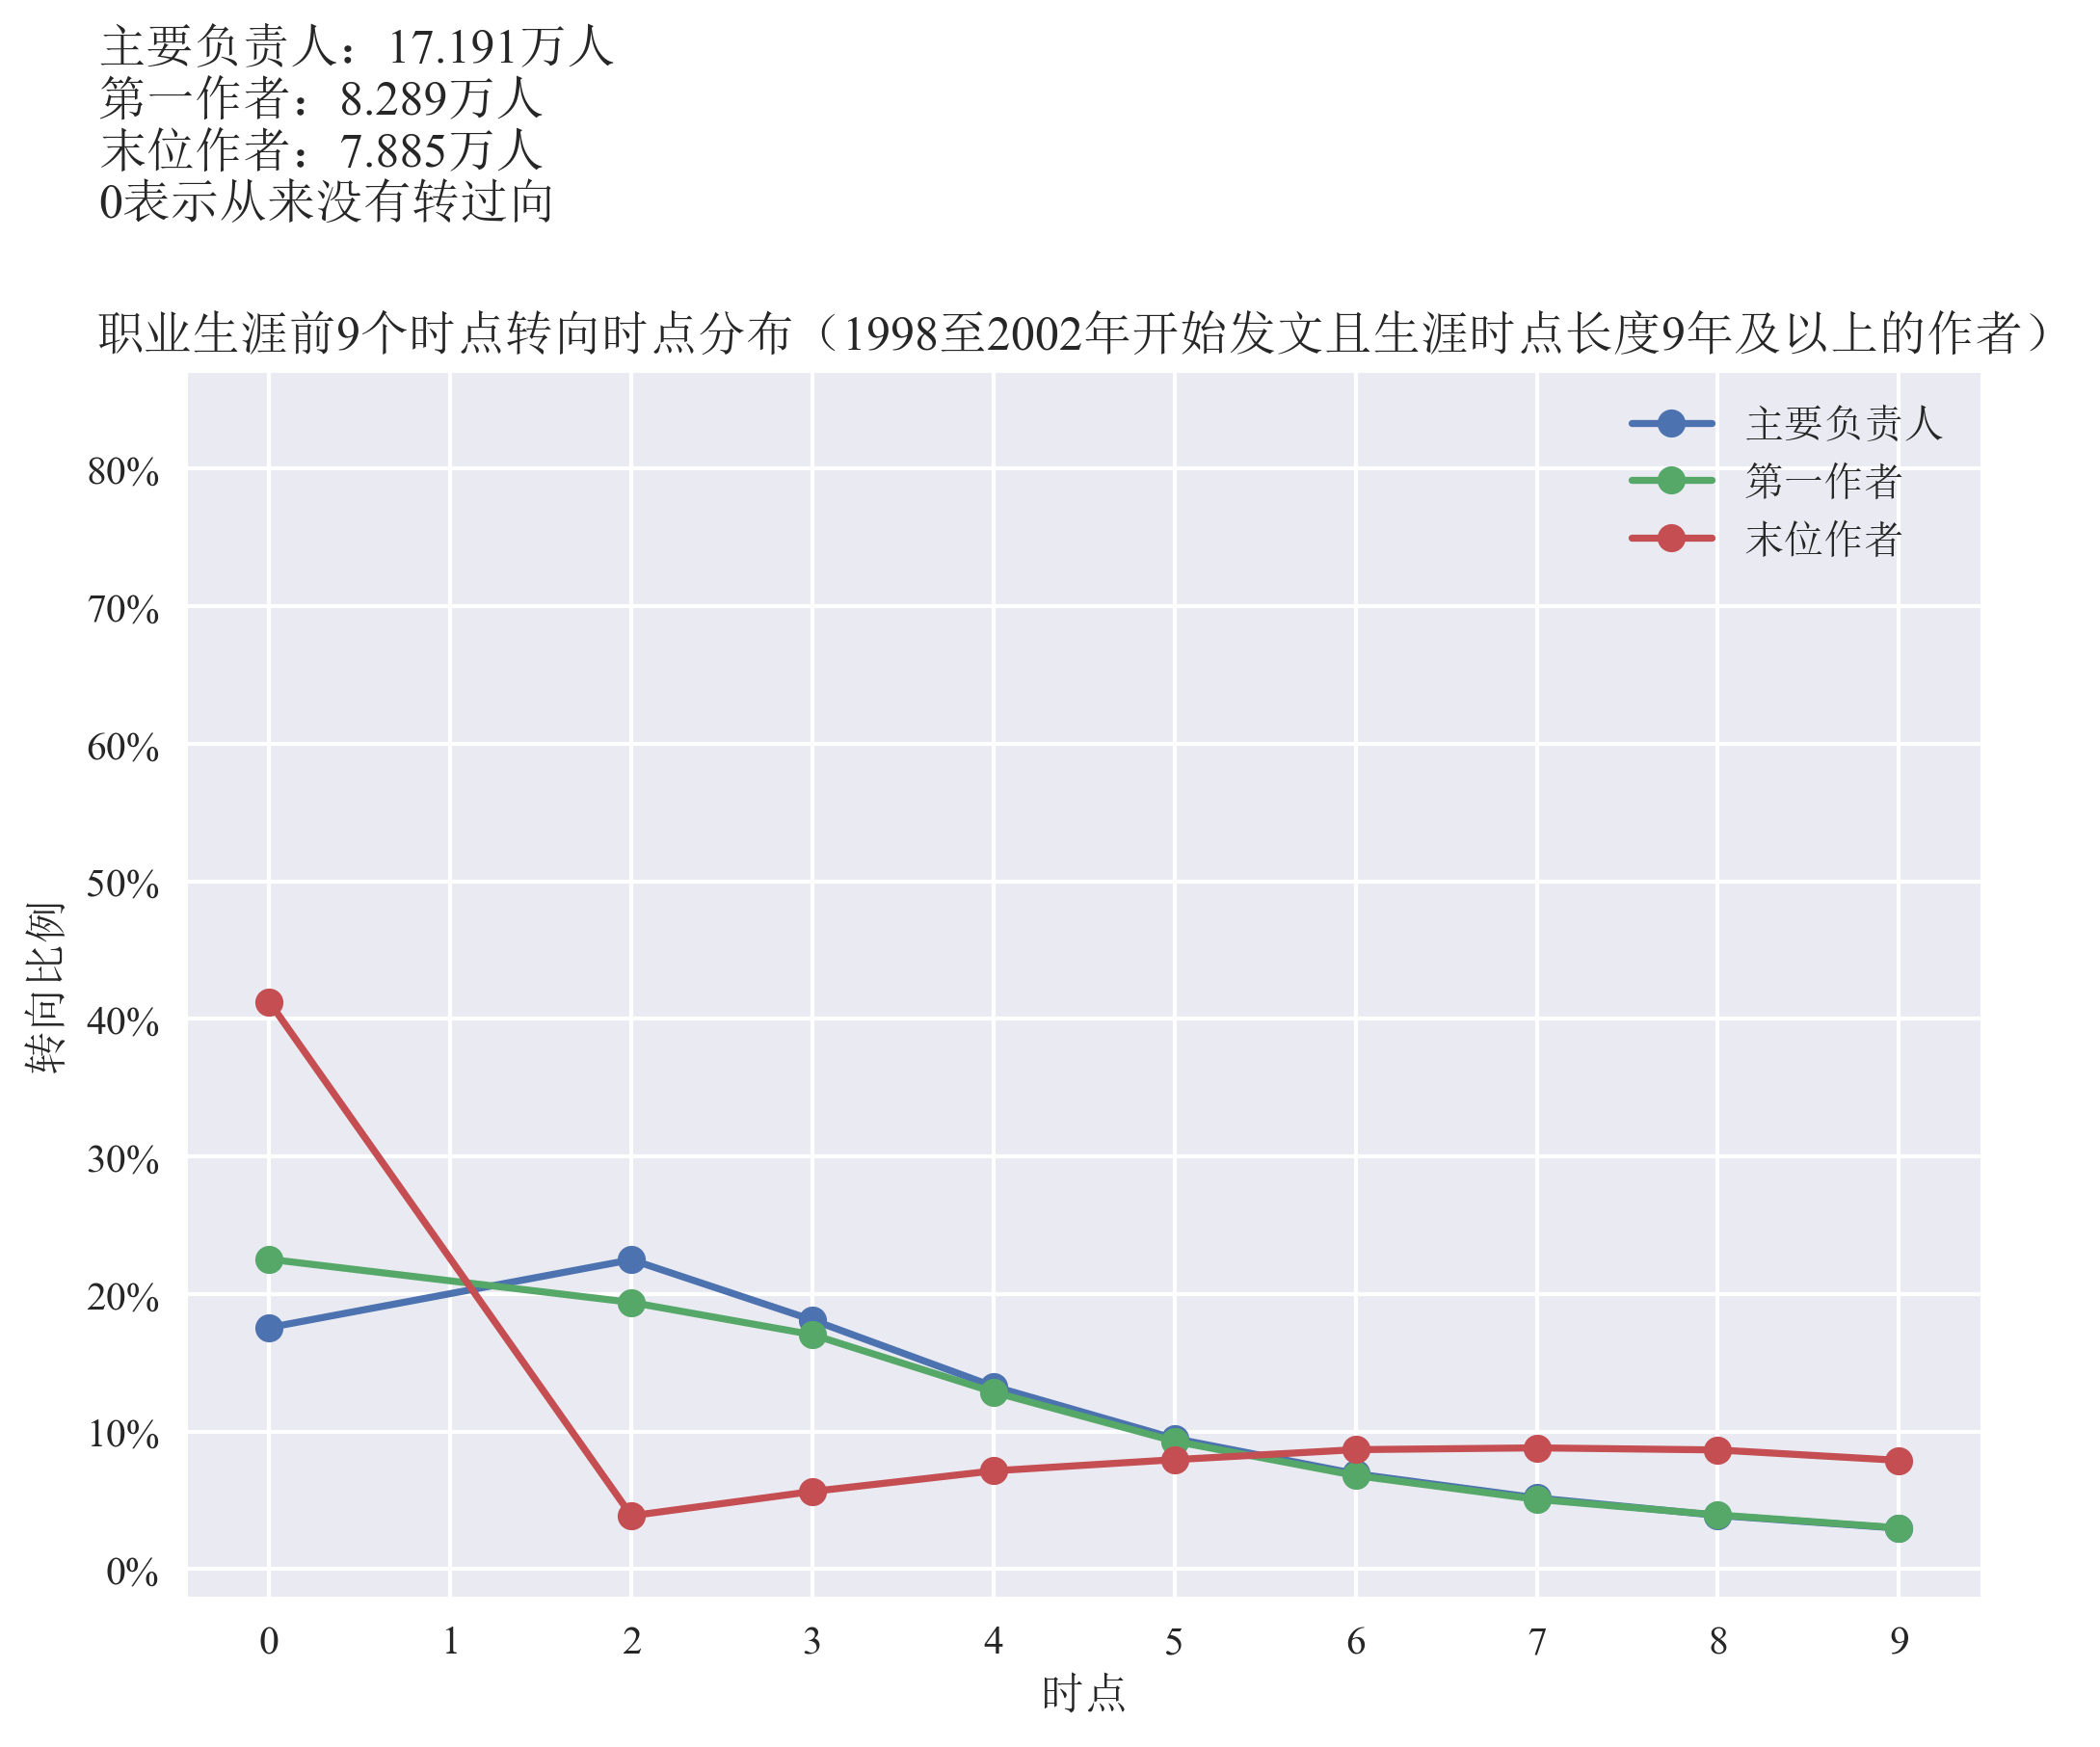 主要负责人：17.191万人
第一作者：8.289万人
末位作者：7.885万人
0表示从来没有转过向
职业生涯前9个时点转向时点分布（1998至2002年开始发文且生涯时点长度9年及以上的作者）
主要负责人
第一作者
末位作者
80%
70%
60%
50%
40%
30%
20%
10%
0%
转向比例
0 1 2 3 4 5 6 7 8 9
时点